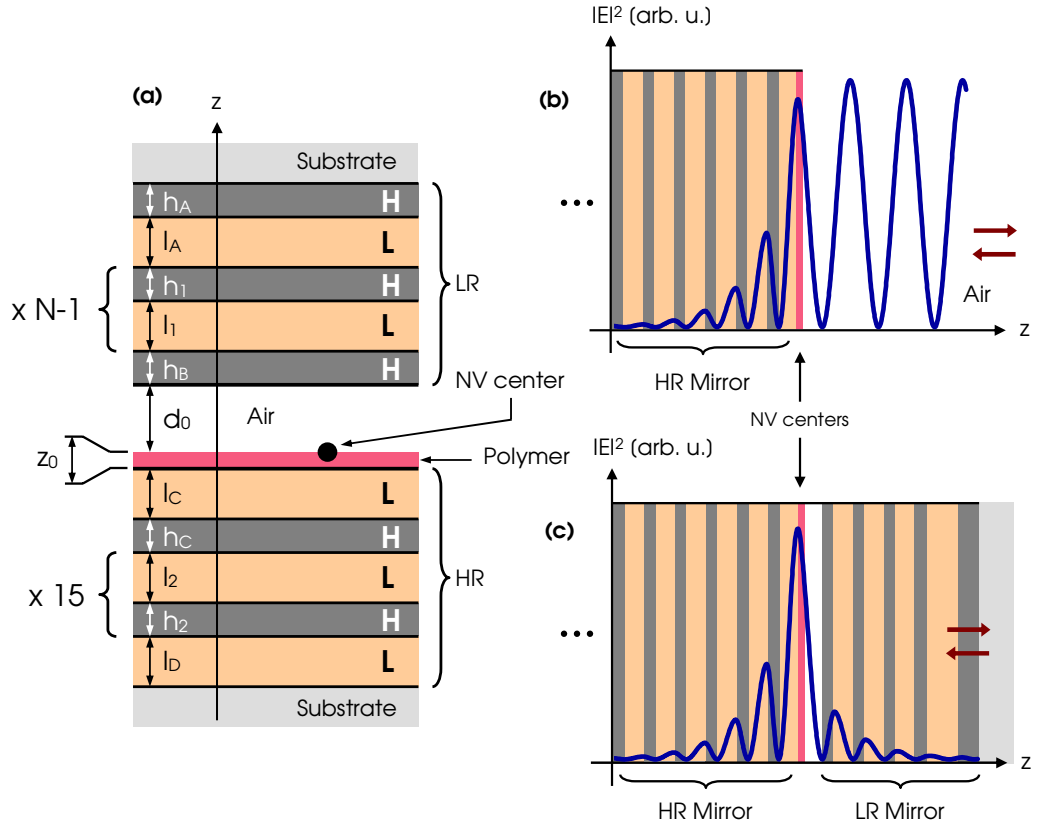 (a)
z
Substrate
hA
H
lA
L
LR
h1
H
x N-1
l1
L
hB
H
NV center
d0
Air
z0
Polymer
lC
L
hC
H
l2
L
HR
x 15
h2
H
lD
L
Substrate
|E|² (arb. u.)
(b)
...
Air
z
HR Mirror
NV centers
|E|² (arb. u.)
(c)
...
z
HR Mirror
LR Mirror